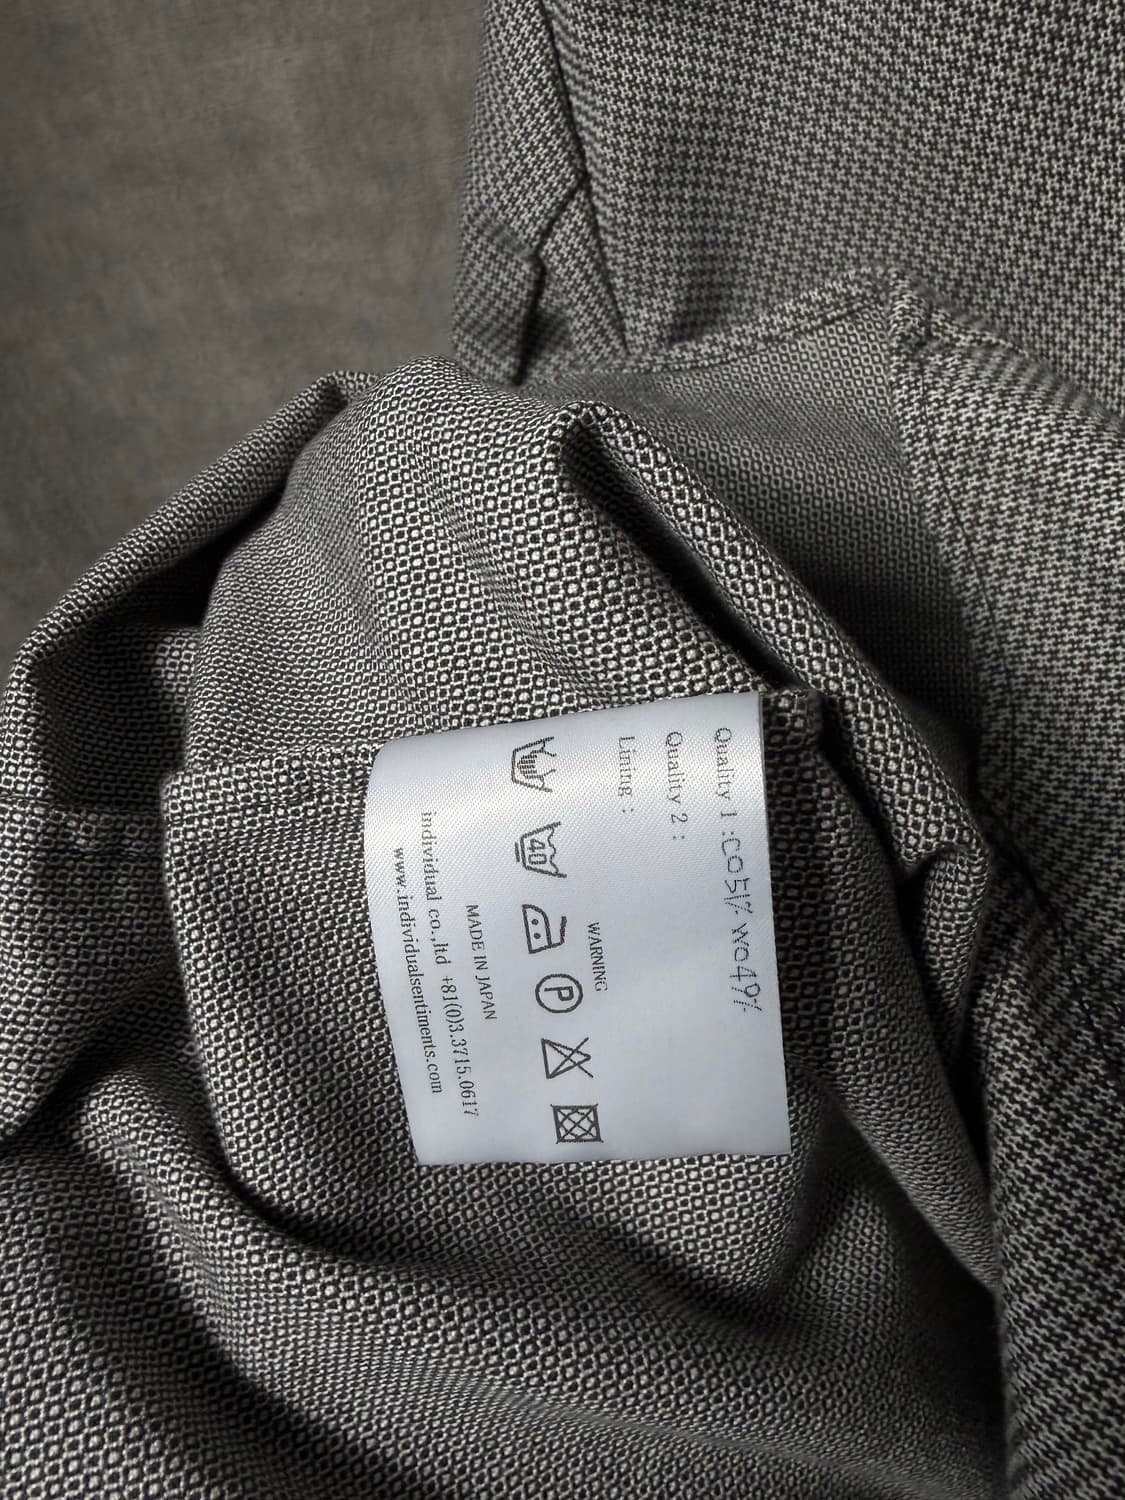 Quality 1 : CO51% WO49%
Quality 2 :
Lining :
WARNING
40
P
MADE IN JAPAN
individual co.,ltd +81(0)3.3715.0617
www.individualsentiments.com